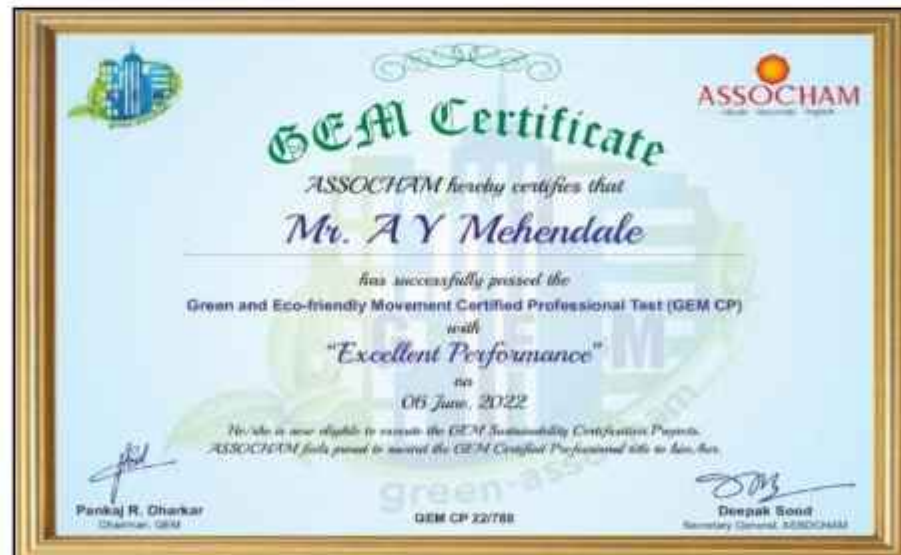 ASSOCHAM
GEM Certificate
ASSOCHAM hereby certifies that
Mr. A Y Mehendale
has successfully passed the
Green and Eco-friendly Movement Certified Professional Test (GEM CP)
with
"Excellent Performance"
on
06 June, 2022
He/she is now eligible to execute the GEM Sustainability Certification Projects.
ASSOCHAM feels proud to award the GEM Certified Professional title to him/her.
GEM
green-assocham
Pankaj R. Dharkar
Chairman, GEM
GEM CP 22/788
Deepak Sood
Secretary General, ASSOCHAM